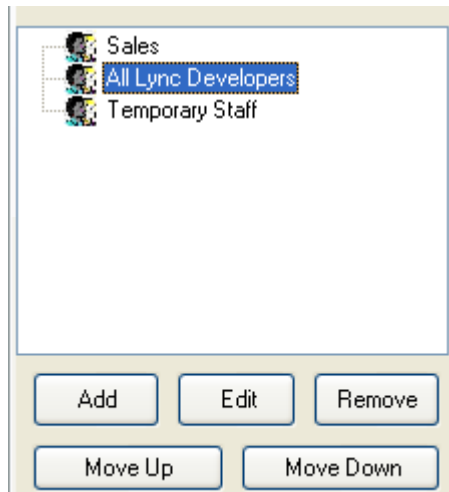 Sales
All Lync Developers
Temporary Staff
Add Edit Remove
Move Up Move Down